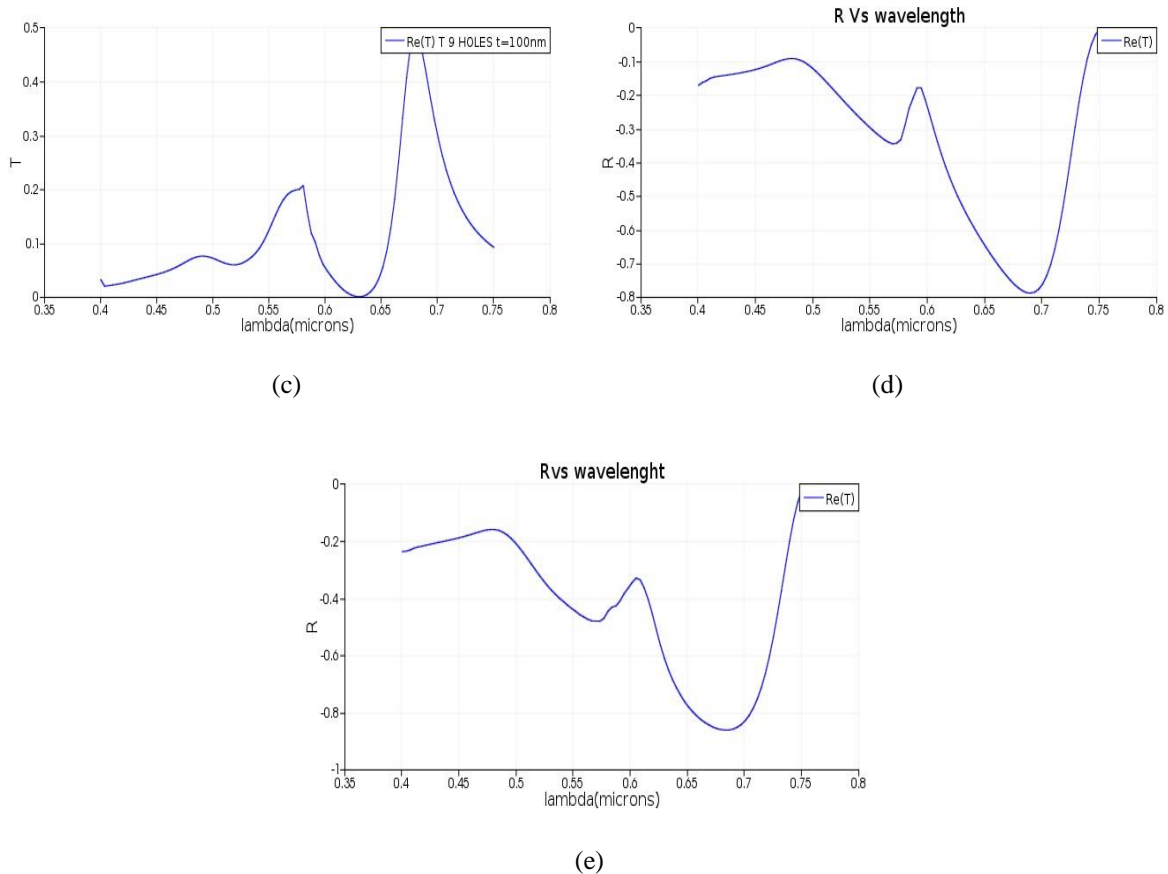 0.5
Re(T) T 9 HOLES t=100nm
0.4
0.3
T
0.2
0.1
0
0.35 0.4 0.45 0.5 0.55 0.6 0.65 0.7 0.75 0.8
lambda(microns)
(c)
R Vs wavelength
0
Re(T)
-0.1
-0.2
-0.3
R
-0.4
-0.5
-0.6
-0.7
-0.8
0.35 0.4 0.45 0.5 0.55 0.6 0.65 0.7 0.75 0.8
lambda(microns)
(d)
Rvs wavelenght
0
Re(T)
-0.2
-0.4
R
-0.6
-0.8
-1
0.35 0.4 0.45 0.5 0.55 0.6 0.65 0.7 0.75 0.8
lambda(microns)
(e)